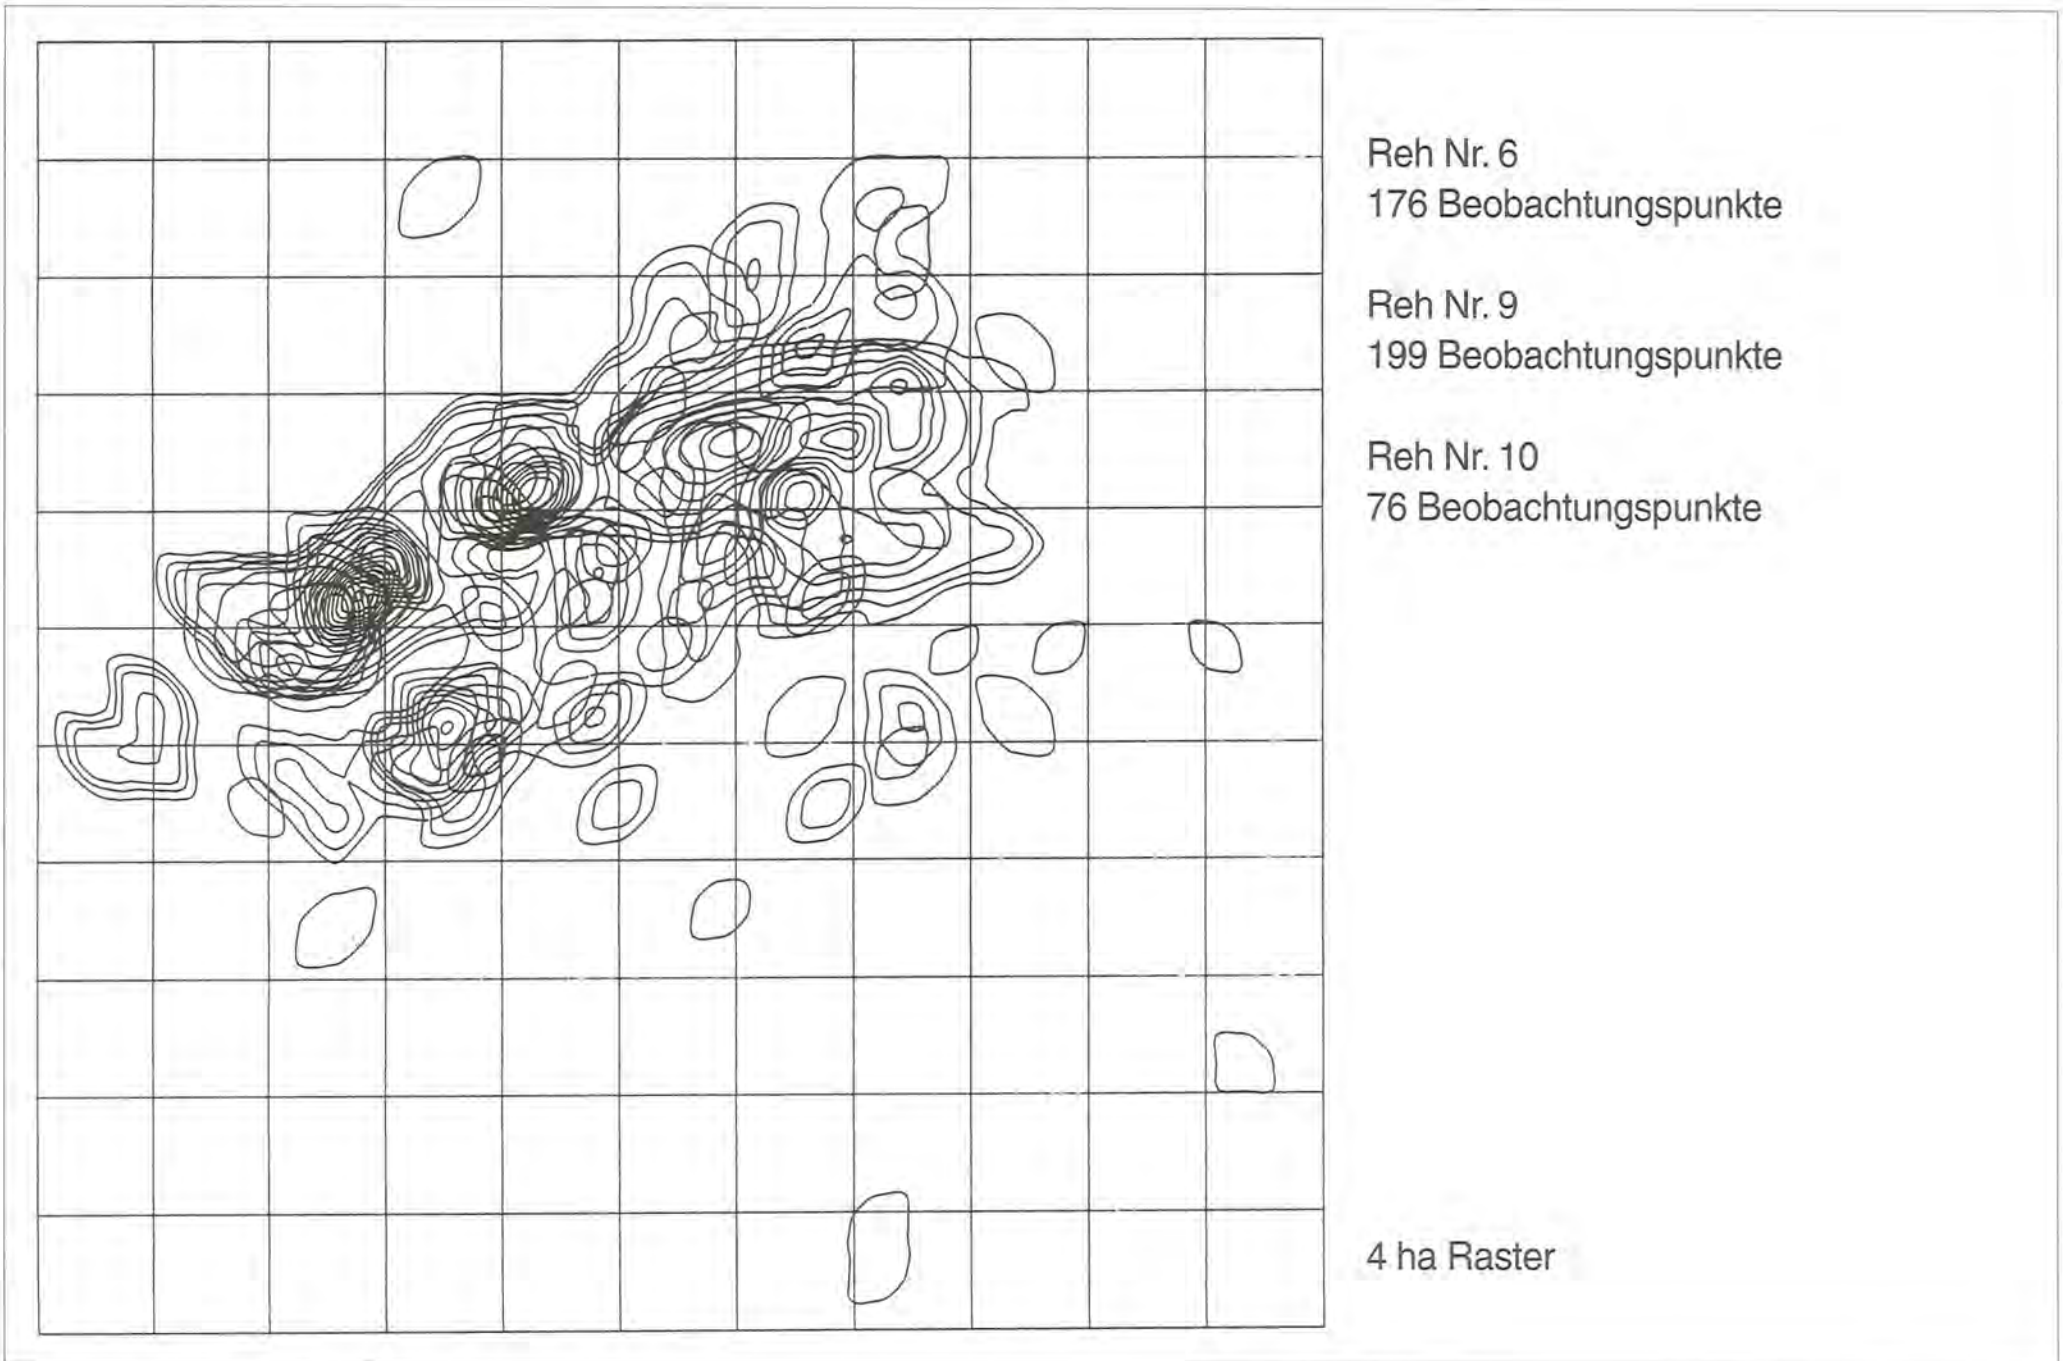 Reh Nr. 6
176 Beobachtungspunkte
Reh Nr. 9
199 Beobachtungspunkte
Reh Nr. 10
76 Beobachtungspunkte
4 ha Raster